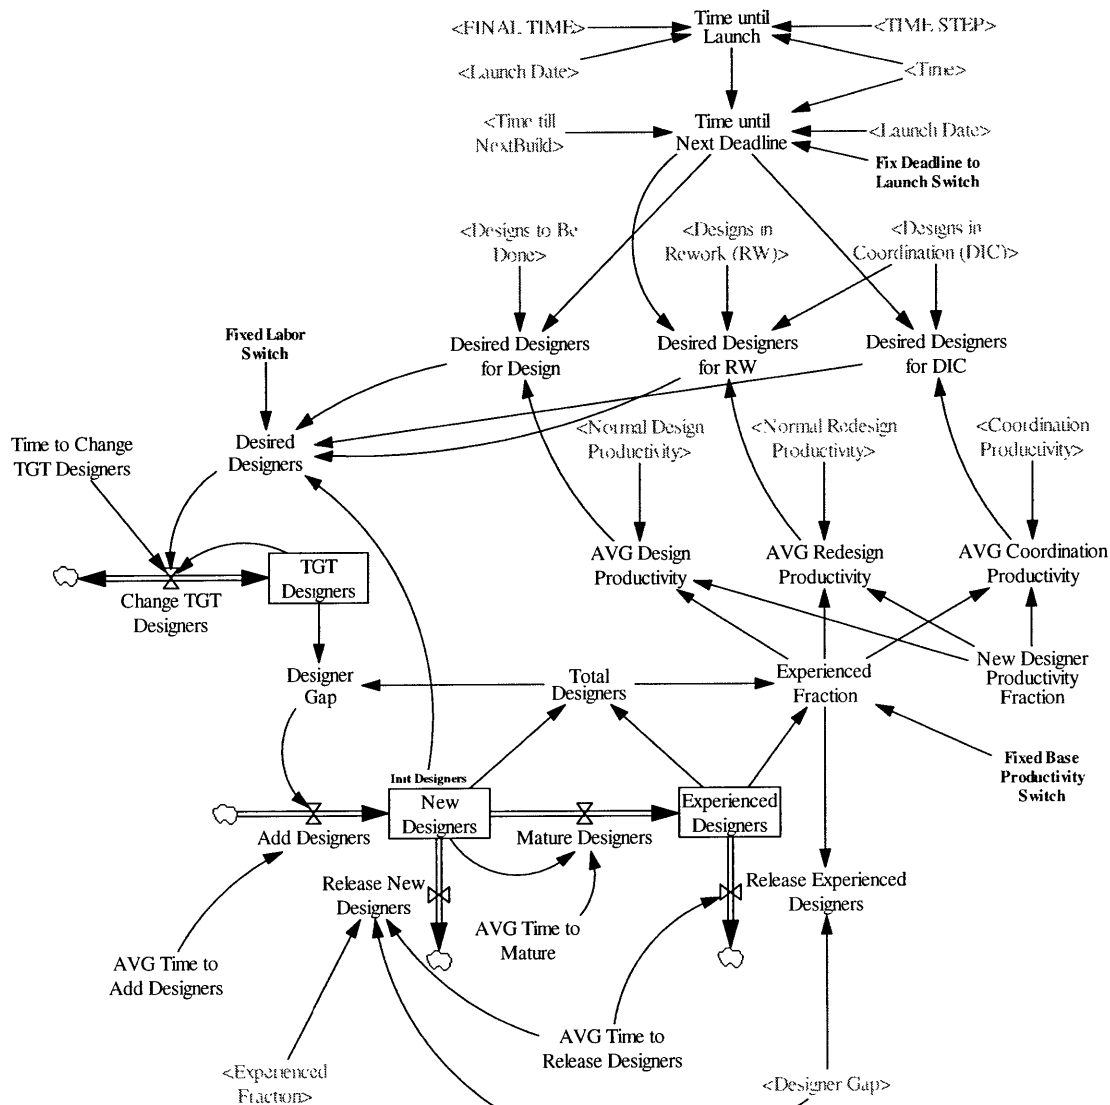 <FINAL TIME>
Time until
Launch
<TIME STEP>
<Launch Date>
<Time>
<Time till
NextBuild>
Time until
Next Deadline
<Launch Date>
Fix Deadline to
Launch Switch
<Designs to Be
Done>
<Designs in
Rework (RW)>
<Designs in
Coordination (DIC)>
Fixed Labor
Switch
Desired Designers
for Design
Desired Designers
for RW
Desired Designers
for DIC
Time to Change
TGT Designers
Desired
Designers
<Normal Design
Productivity>
<Normal Redesign
Productivity>
<Coordination
Productivity>
TGT
Designers
Change TGT
Designers
AVG Design
Productivity
AVG Redesign
Productivity
AVG Coordination
Productivity
Designer
Gap
Total
Designers
Experienced
Fraction
New Designer
Productivity
Fraction
Fixed Base
Productivity
Switch
Init Designers
New
Designers
Experienced
Designers
Add Designers
Mature Designers
Release New
Designers
Release Experienced
Designers
AVG Time to
Mature
AVG Time to
Add Designers
AVG Time to
Release Designers
<Experienced
Fraction>
<Designer Gap>